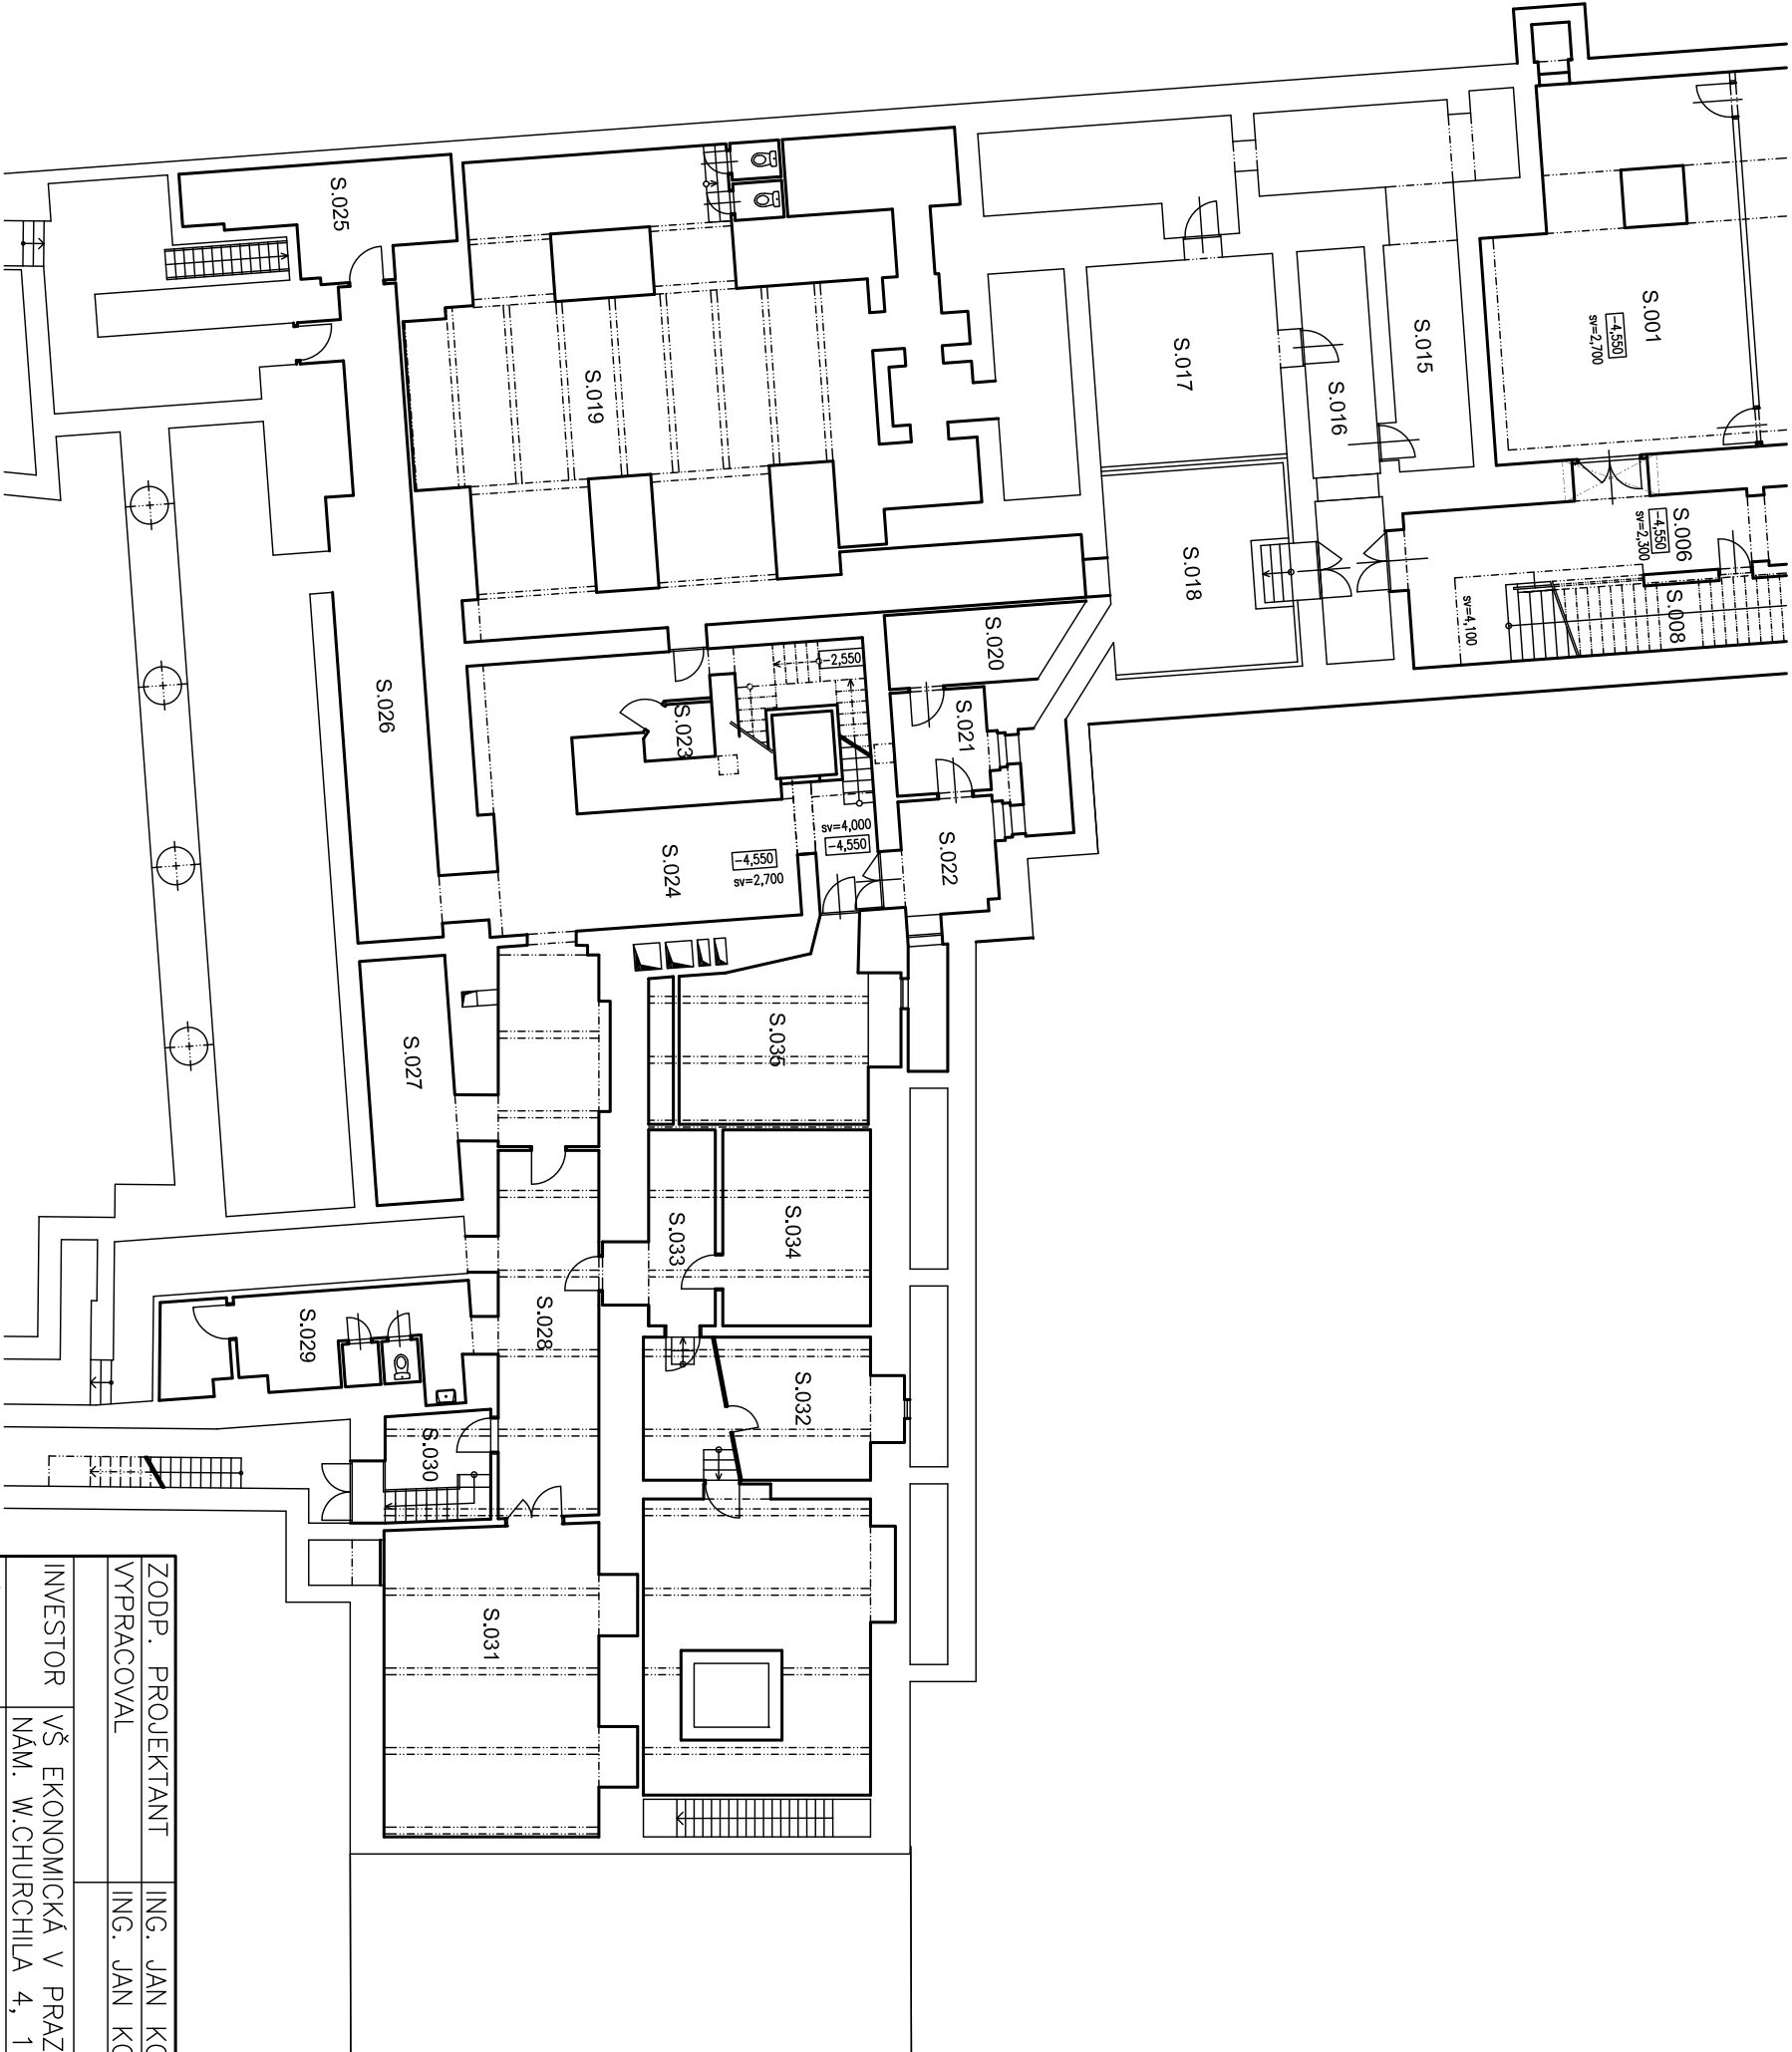 S.001
-4,550
sv=2,700
S.006
-4,550
sv=2,300
S.008
sv=4,100
S.015
S.016
S.017
S.018
S.019
S.020
S.021
S.022
-2,550
S.023
sv=4,000
-4,550
-4,550
sv=2,700
S.024
S.025
S.026
S.027
S.028
S.029
S.030
S.031
S.032
S.033
S.034
S.035
ZODP. PROJEKTANT ING. JAN KO
VYPRACOVAL ING. JAN KO
INVESTOR VŠ EKONOMICKÁ V PRAZ
NÁM. W.CHURCHILA 4, 1